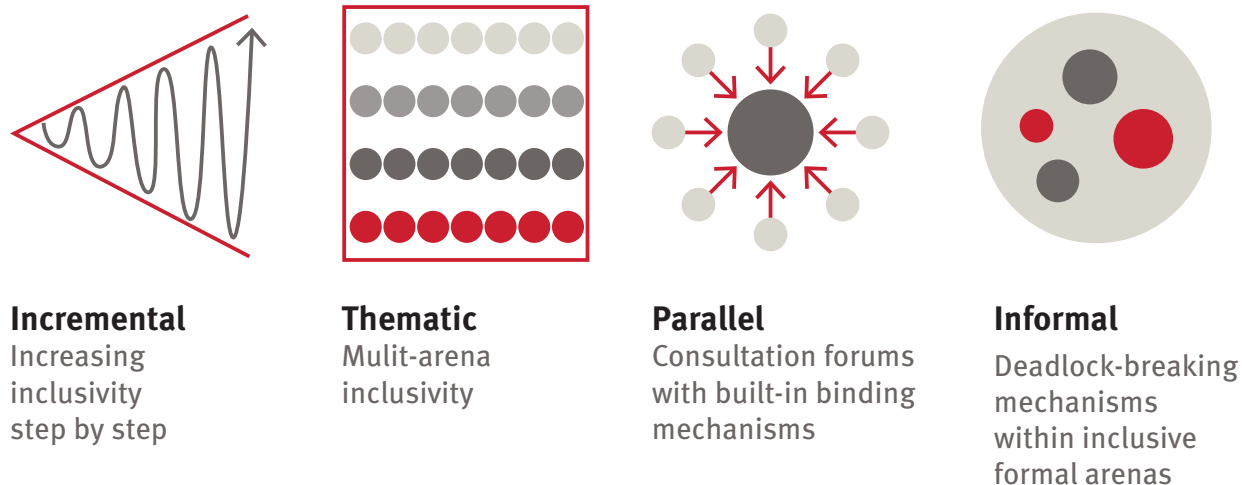 Incremental
Increasing
inclusivity
step by step
Thematic
Mulit-arena
inclusivity
Parallel
Consultation forums
with built-in binding
mechanisms
Informal
Deadlock-breaking
mechanisms
within inclusive
formal arenas